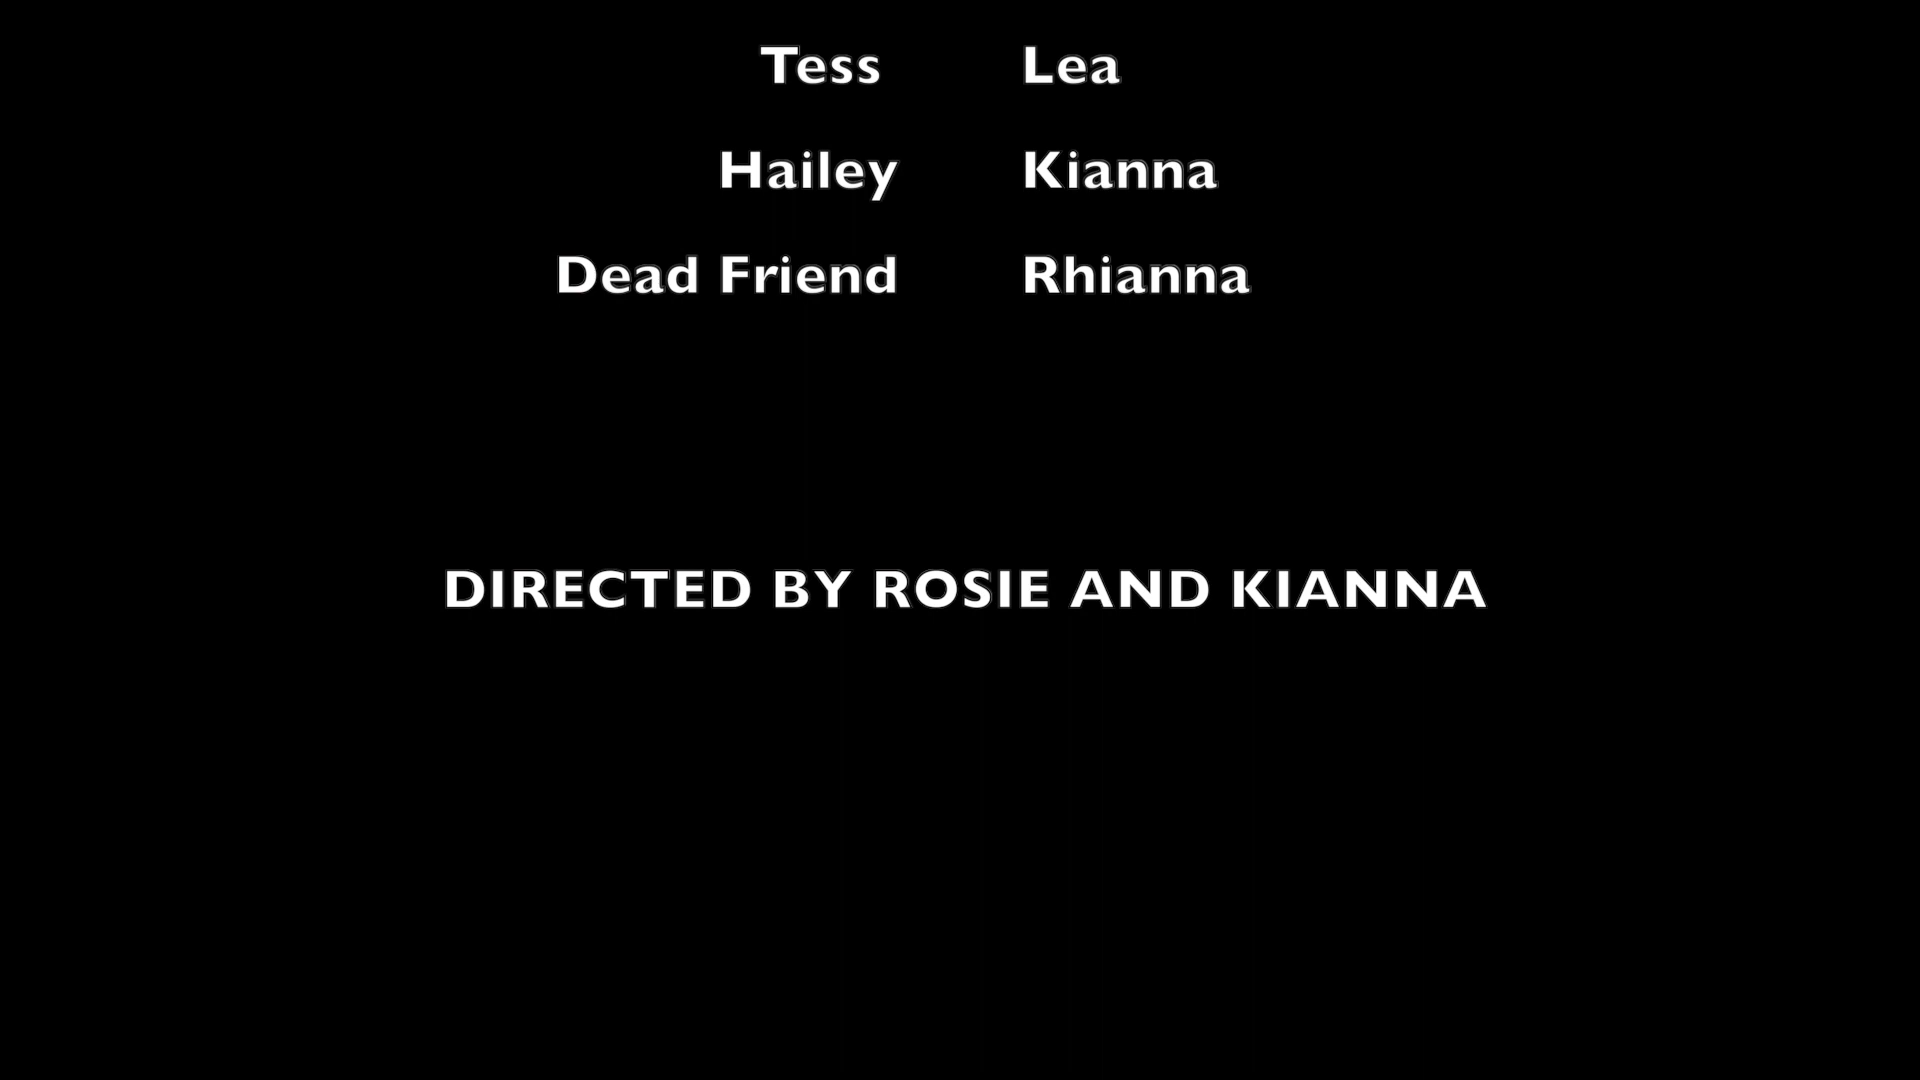 Tess Lea
Hailey Kianna
Dead Friend Rhianna
DIRECTED BY ROSIE AND KIANNA